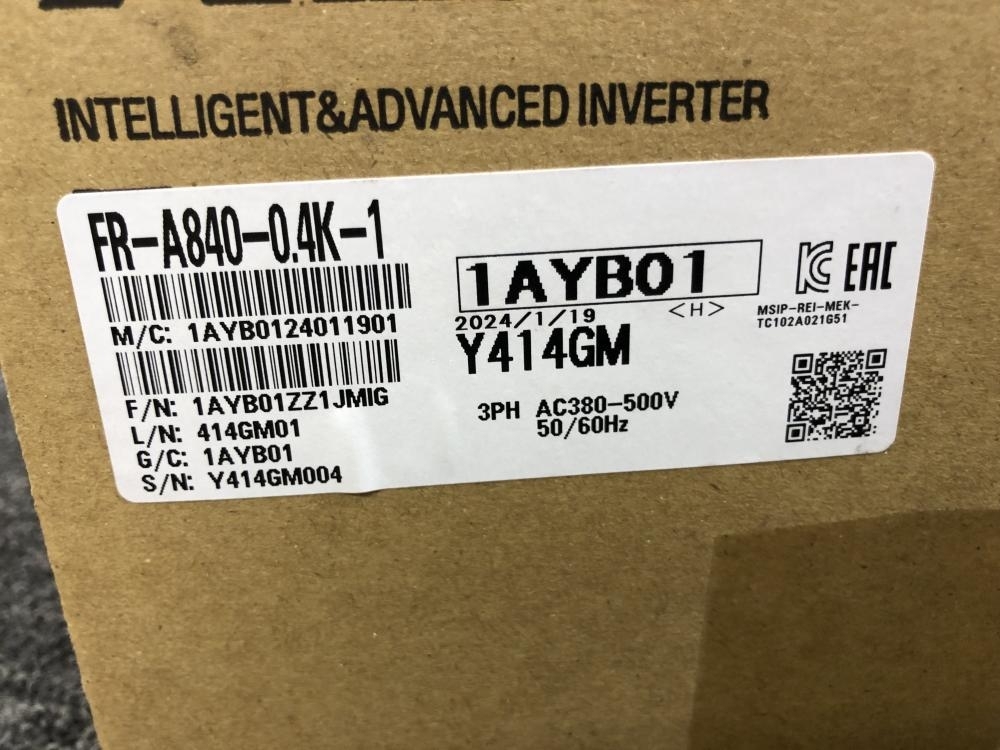 INTELLIGENT&ADVANCED INVERTER
FR-A840-0.4K-1
M/C: 1AYB0124011901
F/N: 1AYB01ZZ1JMIG
L/N: 414GM01
G/C: 1AYB01
S/N: Y414GM004
1AYB01
2024/1/19 <H>
Y414GM
3PH AC380-500V
50/60Hz
KC EAC
MSIP-REI-MEK-
TC102A021G51